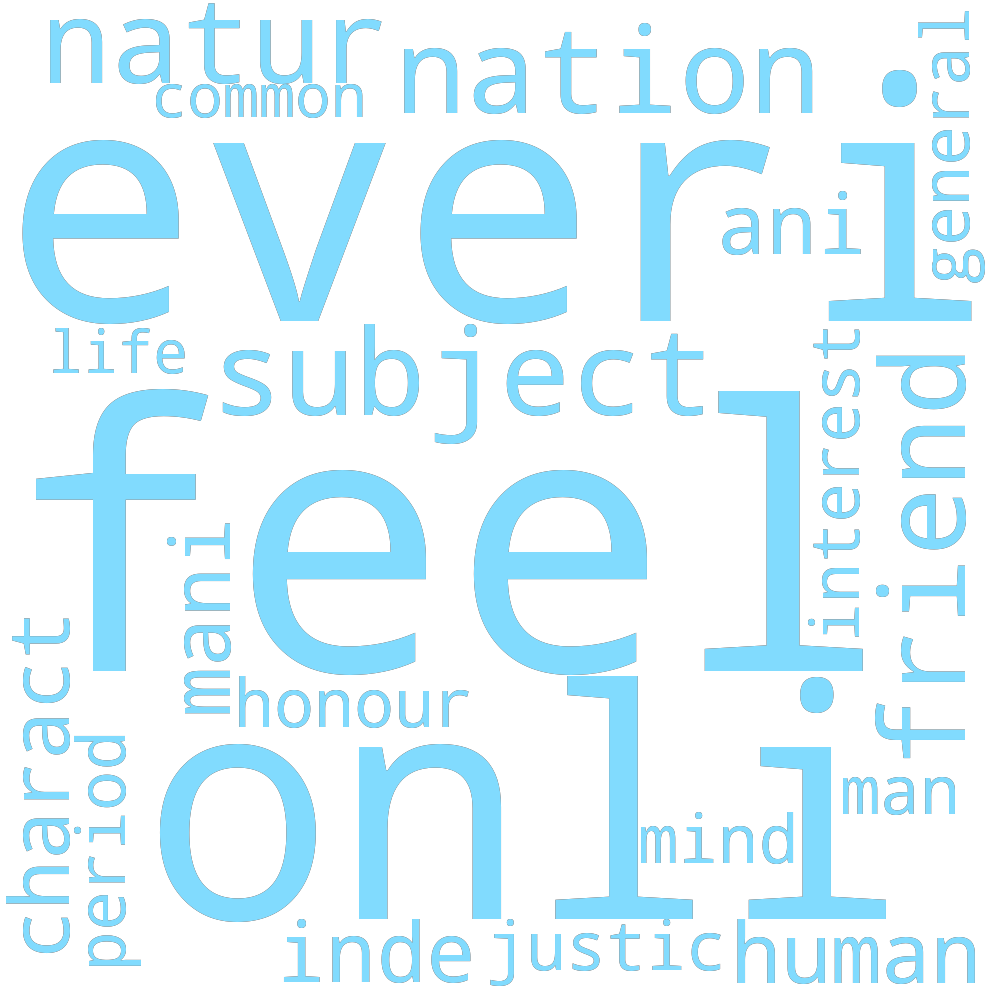 natur
nation
common
general
everi
ani
life
subject
feel
interest
friend
mani
charact
period
honour
onli
man
mind
inde
justic
human